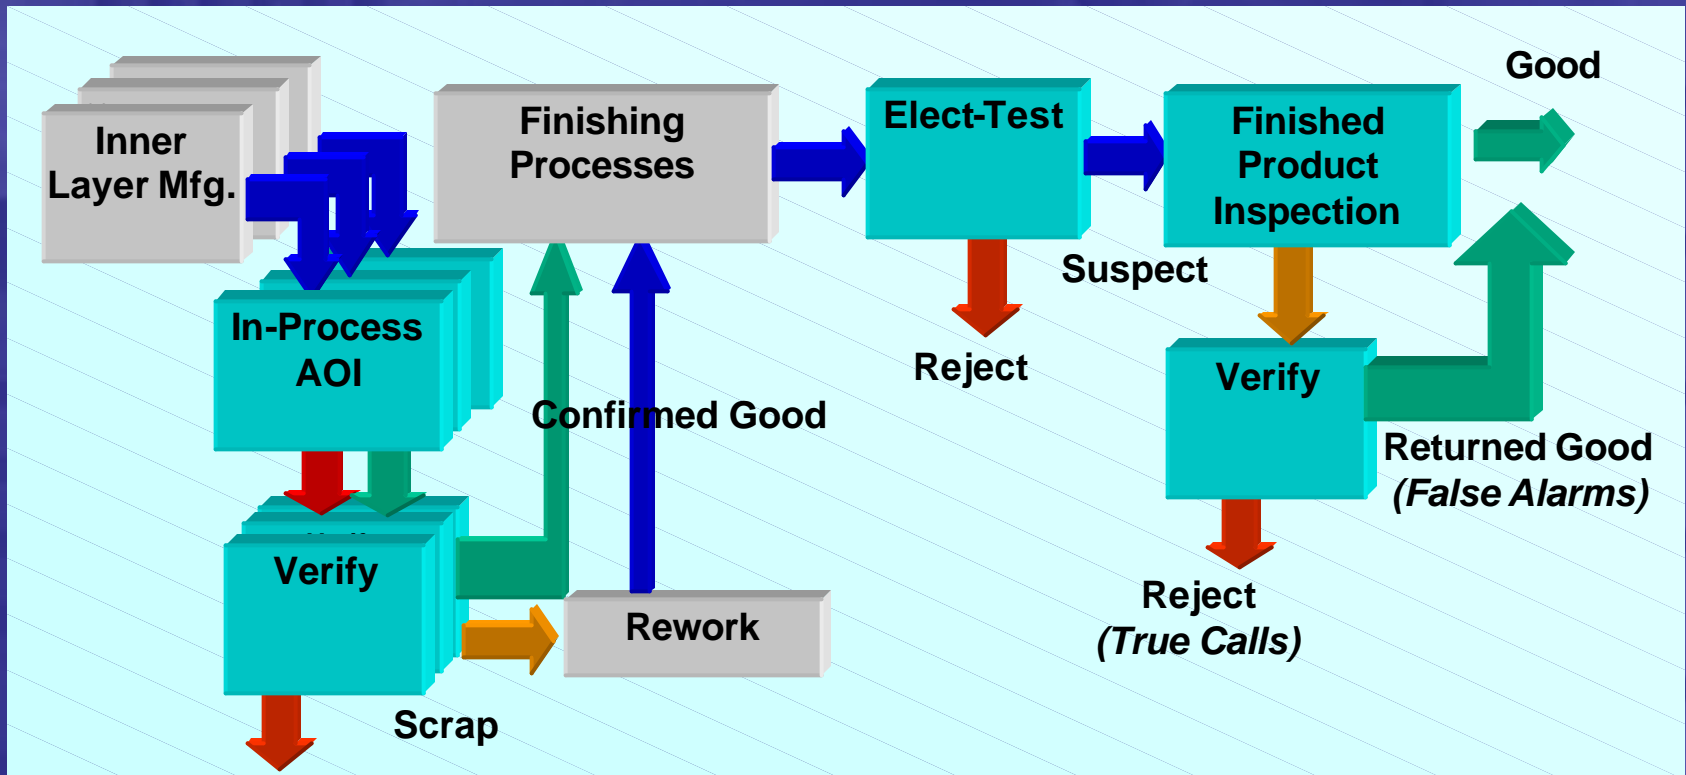 Inner
Layer Mfg.
Finishing
Processes
Elect-Test
Finished
Product
Inspection
Good
In-Process
AOI
Suspect
Reject
Confirmed Good
Verify
Returned Good
(False Alarms)
Verify
Rework
Reject
(True Calls)
Scrap